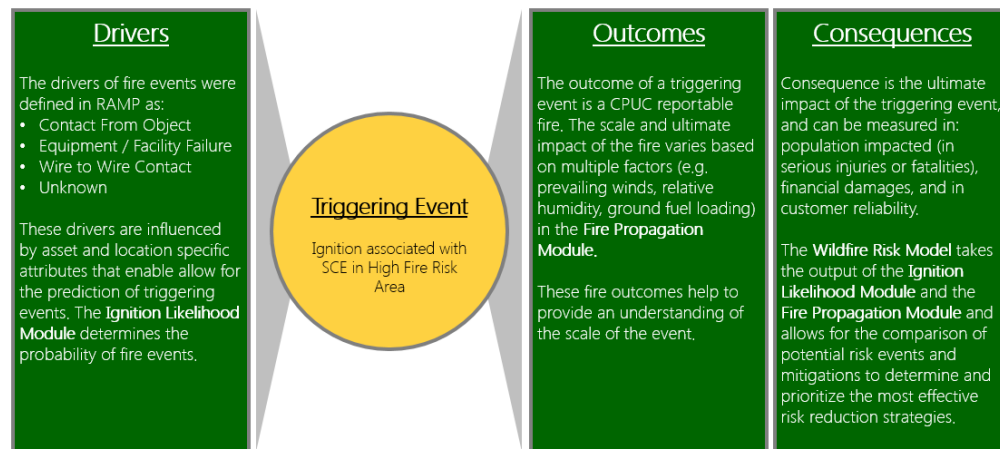 Drivers
The drivers of fire events were
defined in RAMP as:
• Contact From Object
• Equipment / Facility Failure
• Wire to Wire Contact
• Unknown
These drivers are influenced
by asset and location specific
attributes that enable allow for
the prediction of triggering
events. The Ignition Likelihood
Module determines the
probability of fire events.
Triggering Event
Ignition associated with
SCE in High Fire Risk
Area
Outcomes
The outcome of a triggering
event is a CPUC reportable
fire. The scale and ultimate
impact of the fire varies based
on multiple factors (e.g.
prevailing winds, relative
humidity, ground fuel loading)
in the Fire Propagation
Module.
These fire outcomes help to
provide an understanding of
the scale of the event.
Consequences
Consequence is the ultimate
impact of the triggering event,
and can be measured in:
population impacted (in
serious injuries or fatalities),
financial damages, and in
customer reliability.
The Wildfire Risk Model takes
the output of the Ignition
Likelihood Module and the
Fire Propagation Module and
allows for the comparison of
potential risk events and
mitigations to determine and
prioritize the most effective
risk reduction strategies.